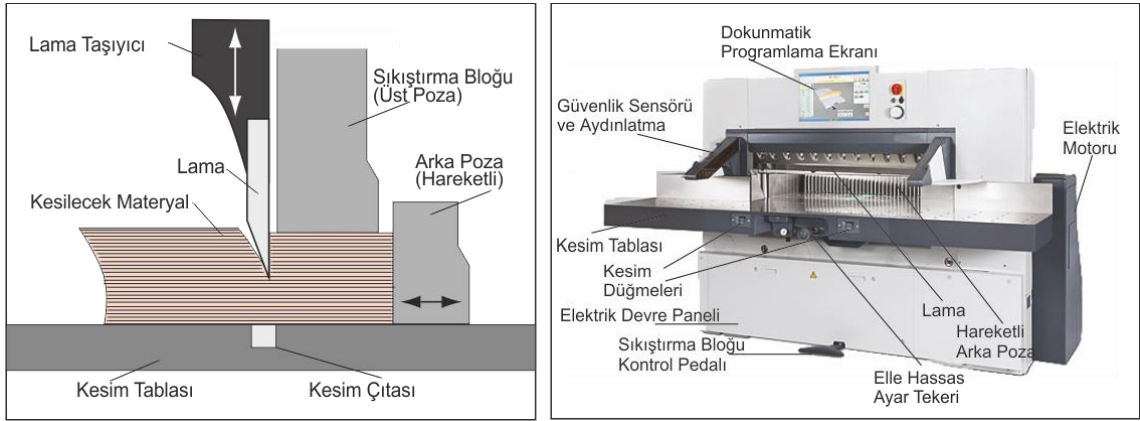 Lama Taşıyıcı
Sıkıştırma Bloğu
(Üst Poza)
Lama
Arka Poza
(Hareketli)
Kesilecek Materyal
Kesim Tablası
Kesim Çıtası
Dokunmatik
Programlama Ekranı
Güvenlik Sensörü
ve Aydınlatma
Elektrik
Motoru
Kesim Tablası
Kesim
Düğmeleri
Elektrik Devre Paneli
Lama
Hareketli
Arka Poza
Sıkıştırma Bloğu
Kontrol Pedalı
Elle Hassas
Ayar Tekeri